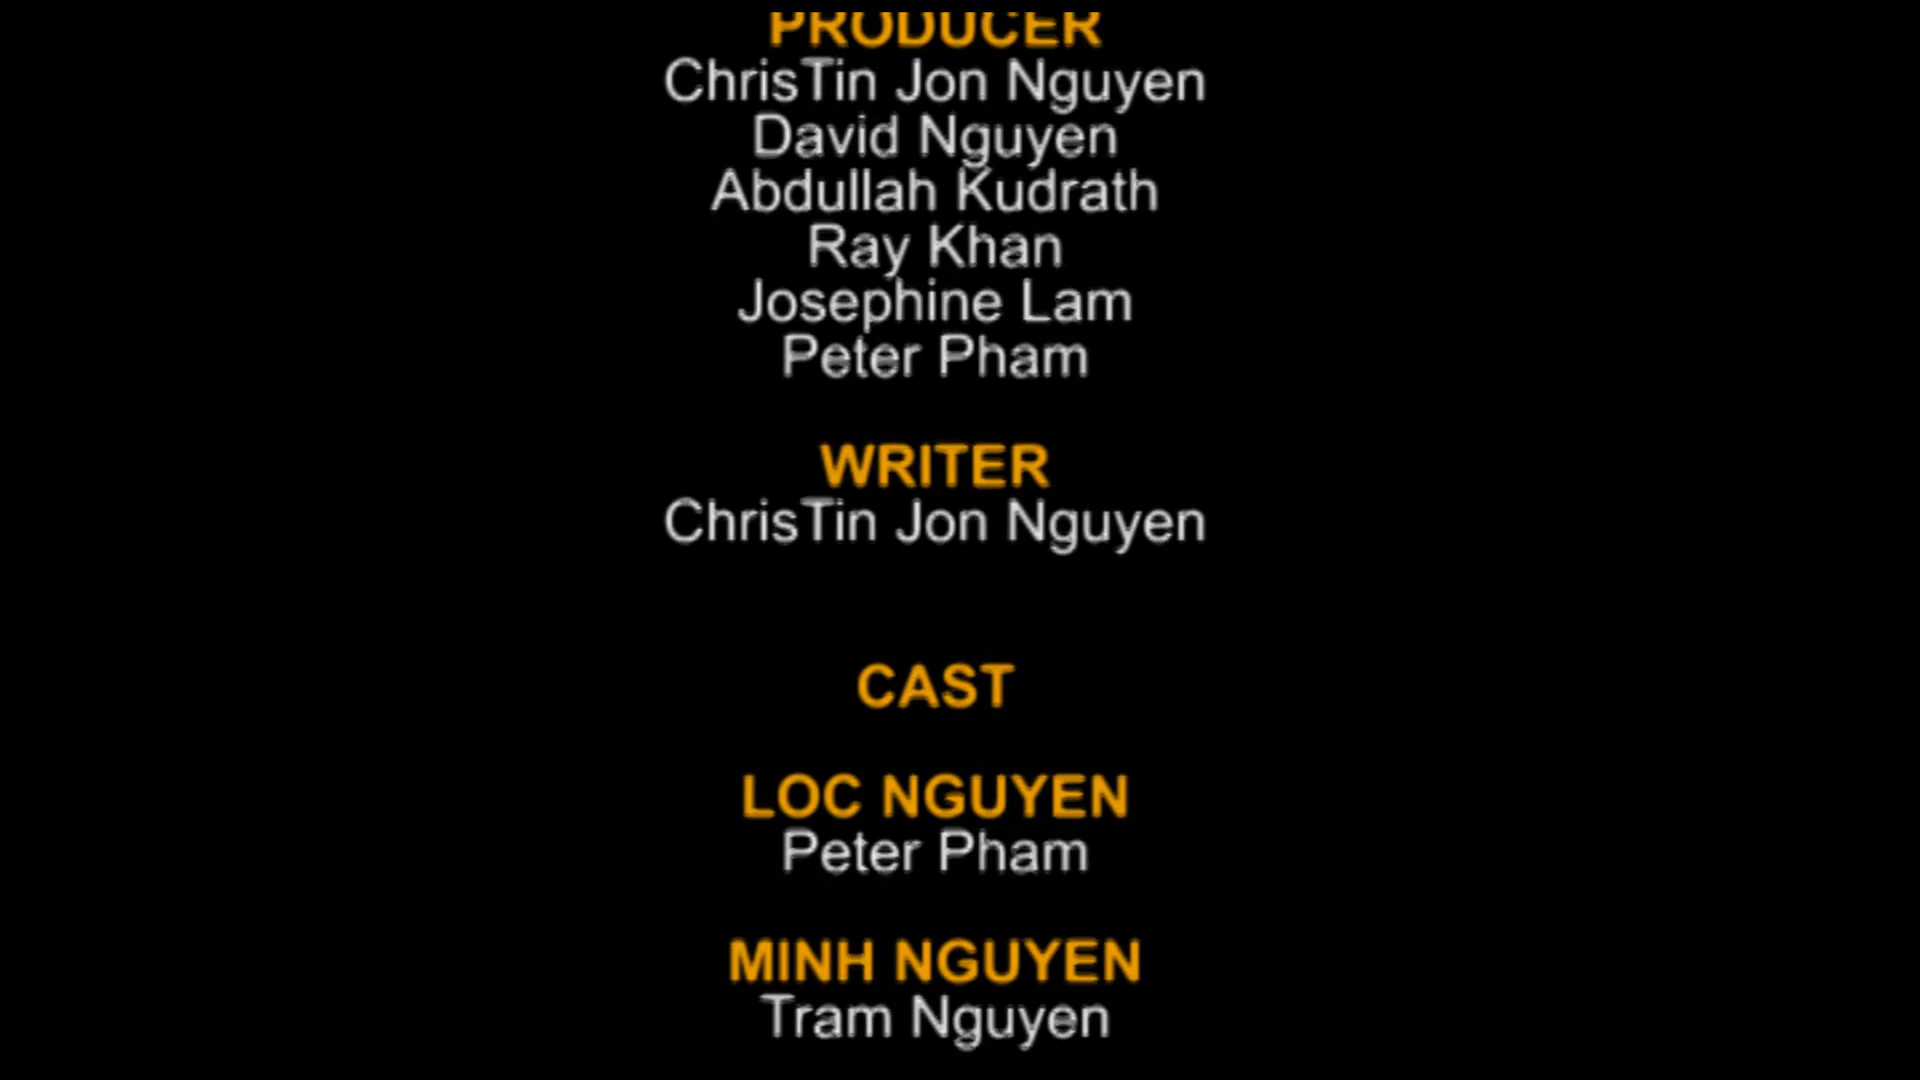 PRODUCER
ChrisTin Jon Nguyen
David Nguyen
Abdullah Kudrath
Ray Khan
Josephine Lam
Peter Pham
WRITER
ChrisTin Jon Nguyen
CAST
LOC NGUYEN
Peter Pham
MINH NGUYEN
Tram Nguyen